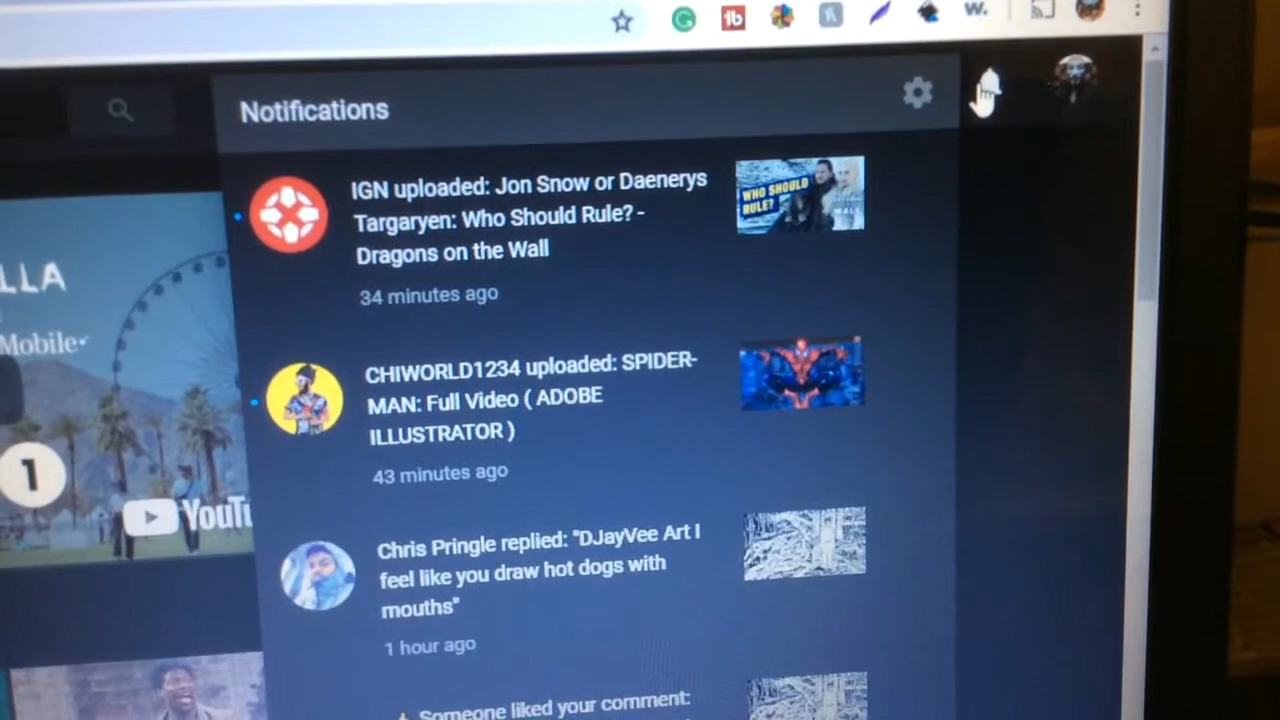 tb
w.
Notifications
IGN uploaded: Jon Snow or Daenerys
Targaryen: Who Should Rule? -
Dragons on the Wall
34 minutes ago
WHO SHOULD
RULE?
CHIWORLD1234 uploaded: SPIDER-
MAN: Full Video ( ADOBE
ILLUSTRATOR )
43 minutes ago
Chris Pringle replied: "DJayVee Art I
feel like you draw hot dogs with
mouths"
1 hour ago
Someone liked your comment:
LLA
Mobile
1
YouTu